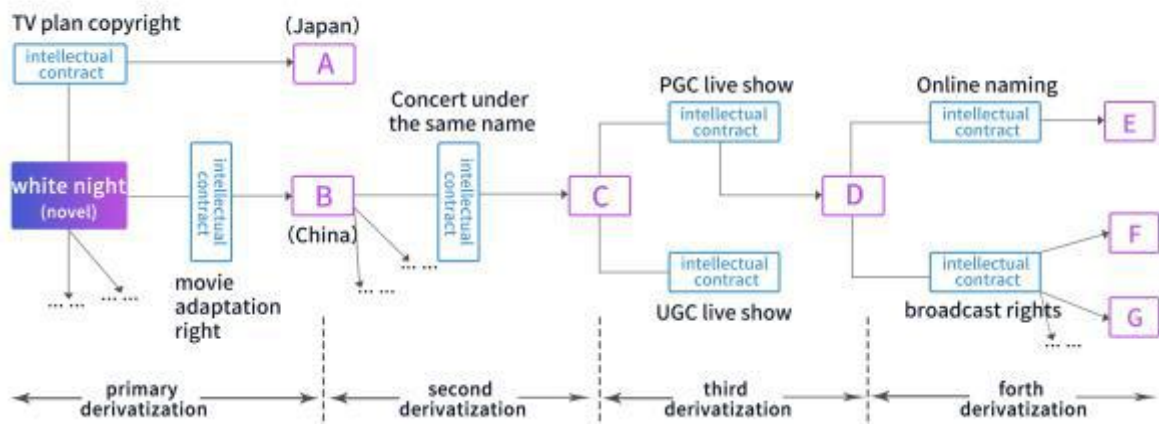 TV plan copyright
(Japan)
intellectual
contract
A
PGC live show
Online naming
Concert under
the same name
intellectual
contract
intellectual
contract
E
white night
(novel)
intellectual
contract
B
(China)
intellectual
contract
C
D
F
... ...
... ...
... ...
... ...
movie
adaptation
right
intellectual
contract
UGC live show
intellectual
contract
broadcast rights
G
... ...
primary
derivatization
second
derivatization
third
derivatization
forth
derivatization